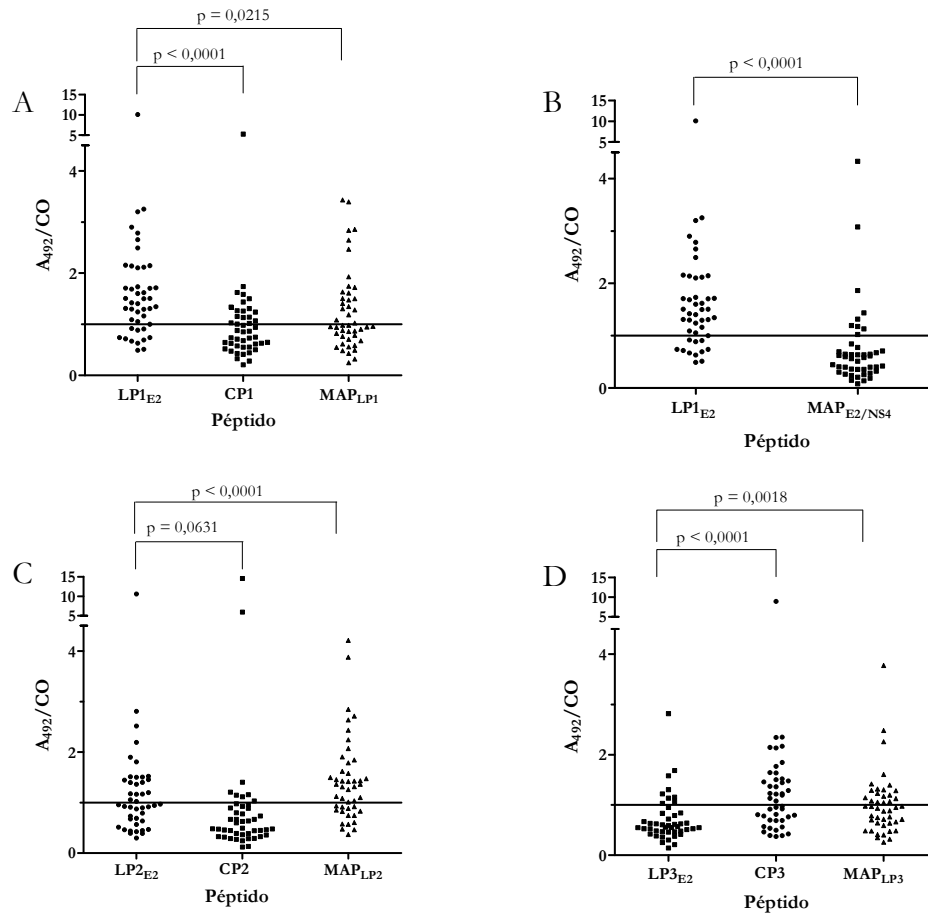 p = 0,0215
p < 0,0001
A
15
10
5
4
2
0
A492/CO
LP1E2 CP1 MAPLP1
Péptido
p < 0,0001
B
15
10
5
4
2
0
A492/CO
LP1E2 MAPE2/NS4
Péptido
p < 0,0001
p = 0,0631
C
15
10
5
4
2
0
A492/CO
LP2E2 CP2 MAPLP2
Péptido
p = 0,0018
p < 0,0001
D
15
10
5
4
2
0
A492/CO
LP3E2 CP3 MAPLP3
Péptido